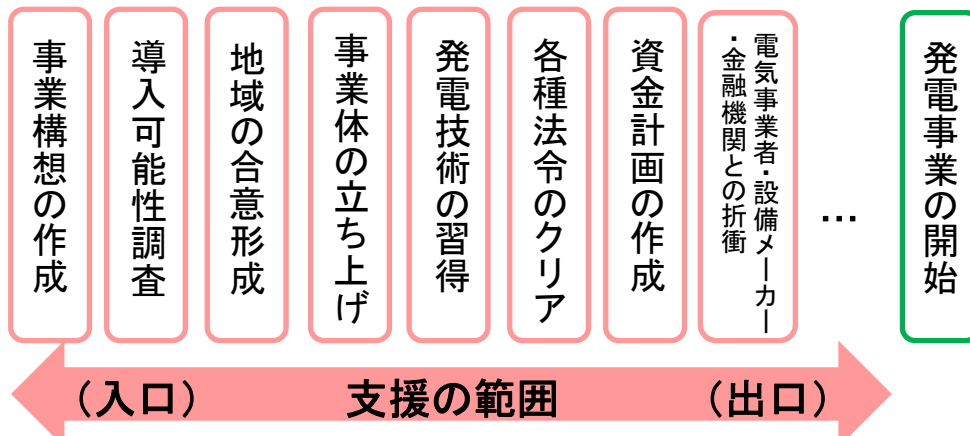 事業構想の作成
導入可能性調査
地域の合意形成
事業体の立ち上げ
発電技術の習得
各種法令のクリア
資金計画の作成
電気事業者・設備メーカー
・金融機関との折衝
…
発電事業の開始
（入口）　支援の範囲　（出口）